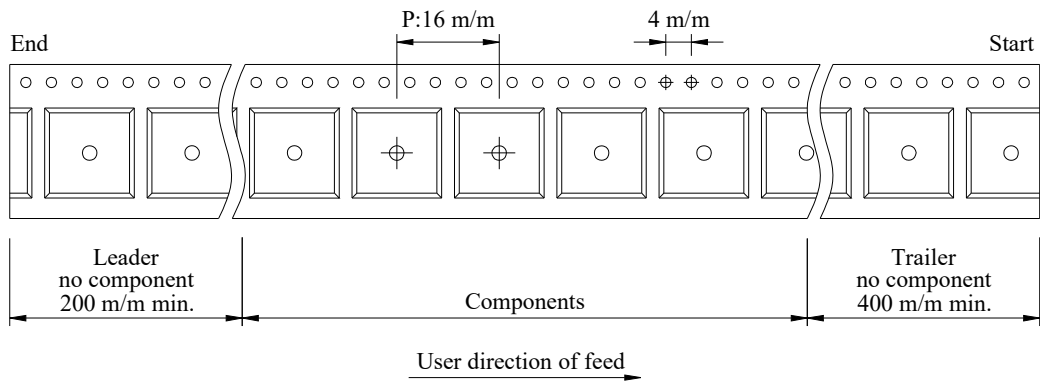 P:16 m/m
4 m/m
End
Start
Leader
no component
200 m/m min.
Components
Trailer
no component
400 m/m min.
User direction of feed